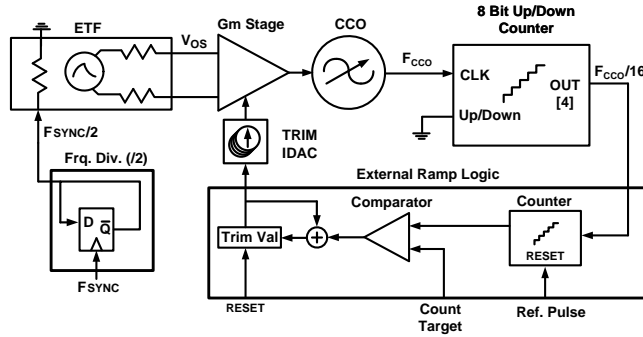 ETF
Gm Stage
CCO
8 Bit Up/Down
Counter
VOS
FCCO
CLK
OUT
[4]
Up/Down
FCCO/16
FSYNC/2
TRIM
IDAC
Frq. Div. (/2)
D Q
FSYNC
External Ramp Logic
Comparator
Counter
Trim Val
+
RESET
RESET
Count
Target
Ref. Pulse